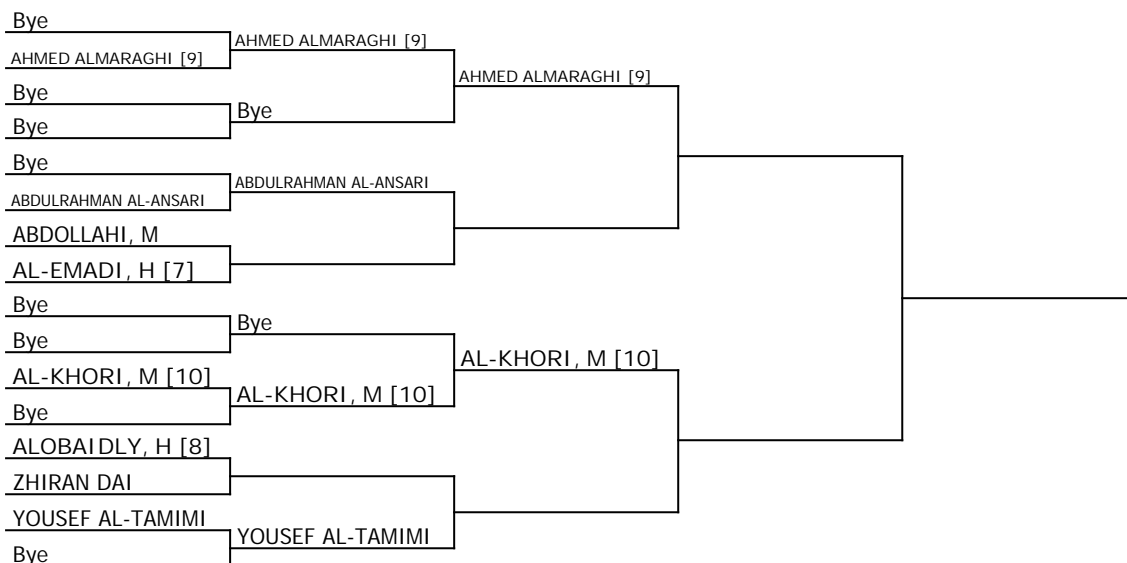 Bye
AHMED ALMARAGHI [9]
Bye
Bye
Bye
ABDULRAHMAN AL-ANSARI
ABDOLLAHI, M
AL-EMADI, H [7]
Bye
Bye
AL-KHORI, M [10]
Bye
ALOBAIDLY, H [8]
ZHIRAN DAI
YOUSEF AL-TAMIMI
Bye
AHMED ALMARAGHI [9]
Bye
ABDULRAHMAN AL-ANSARI
Bye
AL-KHORI, M [10]
YOUSEF AL-TAMIMI
AHMED ALMARAGHI [9]
AL-KHORI, M [10]